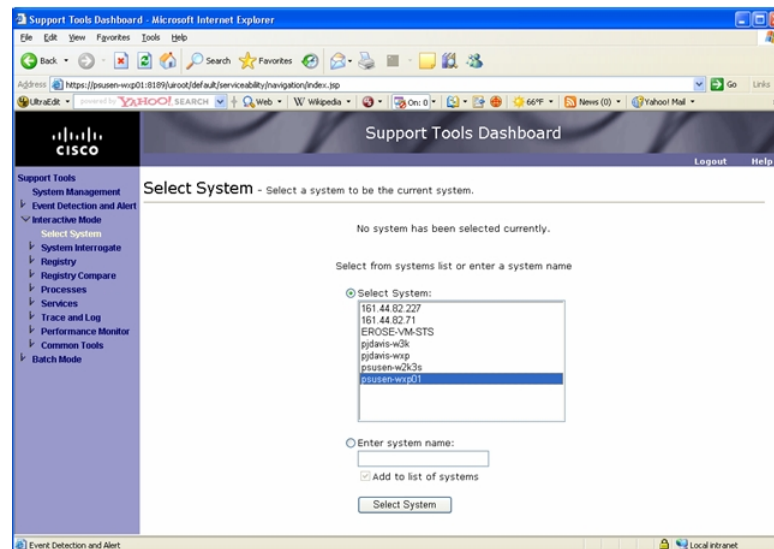 Support Tools Dashboard - Microsoft Internet Explorer
File Edit View Favorites Tools Help
Back Search Favorites
Address https://psusen-wxp01:8189/uiroot/default/serviceability/navigation/index.jsp Go Links
UltraEdit powered by YAHOO! SEARCH Web W Wikipedia On: 0 66°F News (0) Yahoo! Mail
CISCO
Support Tools Dashboard
Logout Help
Support Tools
System Management
Event Detection and Alert
Interactive Mode
Select System
System Interrogate
Registry
Registry Compare
Processes
Services
Trace and Log
Performance Monitor
Common Tools
Batch Mode
Select System - Select a system to be the current system.
No system has been selected currently.
Select from systems list or enter a system name
Select System:
161.44.82.227
161.44.82.71
EROSE-VM-STS
pjdavis-w3k
pjdavis-wxp
psusen-w2k3s
psusen-wxp01
Enter system name:
Add to list of systems
Select System
Event Detection and Alert
Local intranet